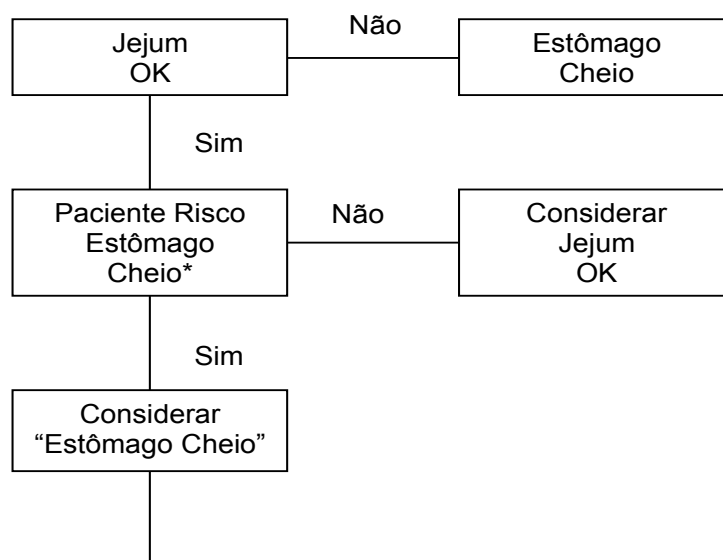 Jejum
OK
Não
Estômago
Cheio
Sim
Paciente Risco
Estômago
Cheio*
Não
Considerar
Jejum
OK
Sim
Considerar
“Estômago Cheio”